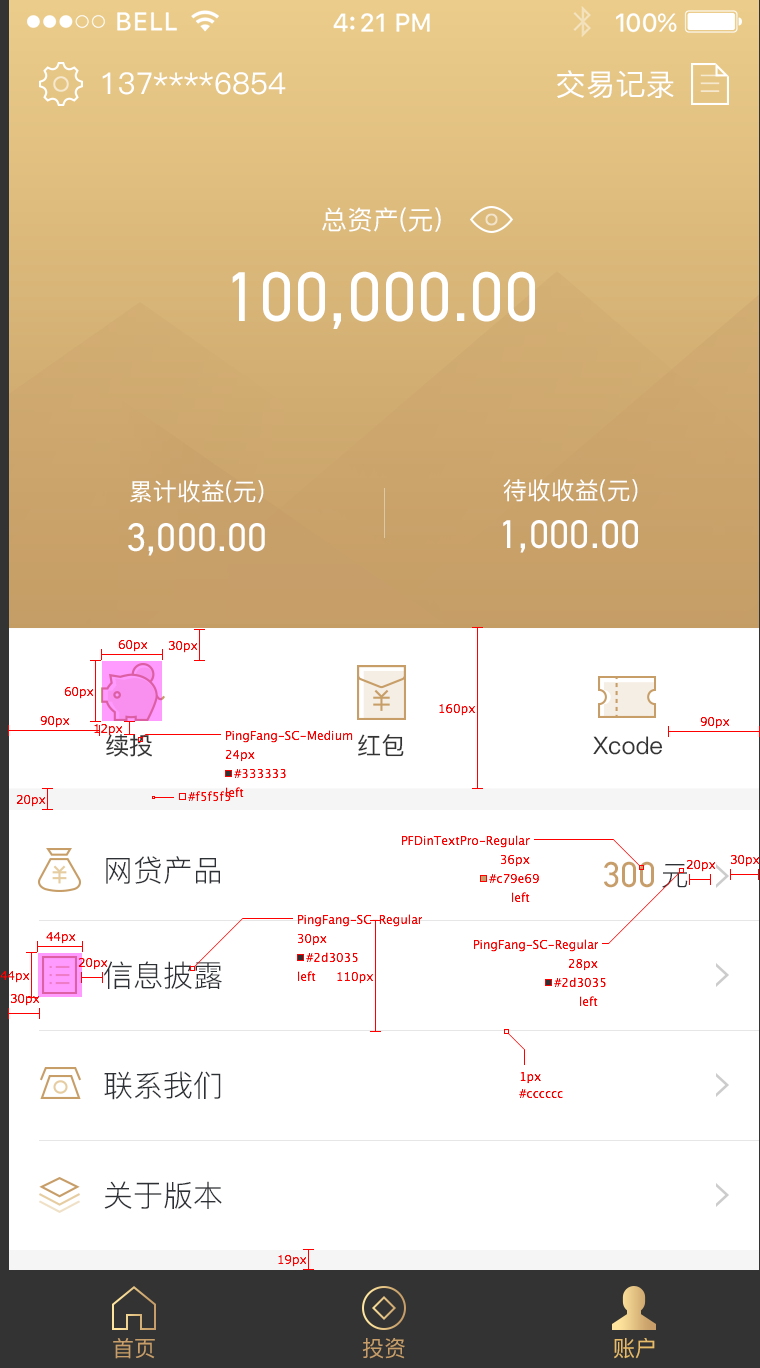 BELL 4:21 PM 100%
137****6854 交易记录
总资产(元)
100,000.00
累计收益(元) 待收收益(元)
3,000.00 1,000.00
60px 30px
60px
160px
90px 90px
12px
续投 红包 Xcode
PingFang-SC-Medium
24px
#333333
left
20px #f5f5f5
PFDinTextPro-Regular
36px
#c79e69
left
网贷产品 300 元 20px 30px
PingFang-SC-Regular
30px
#2d3035
left 110px
PingFang-SC-Regular
28px
#2d3035
left
44px
44px 20px 信息披露
30px
1px
#cccccc
联系我们
关于版本
19px
首页 投资 账户